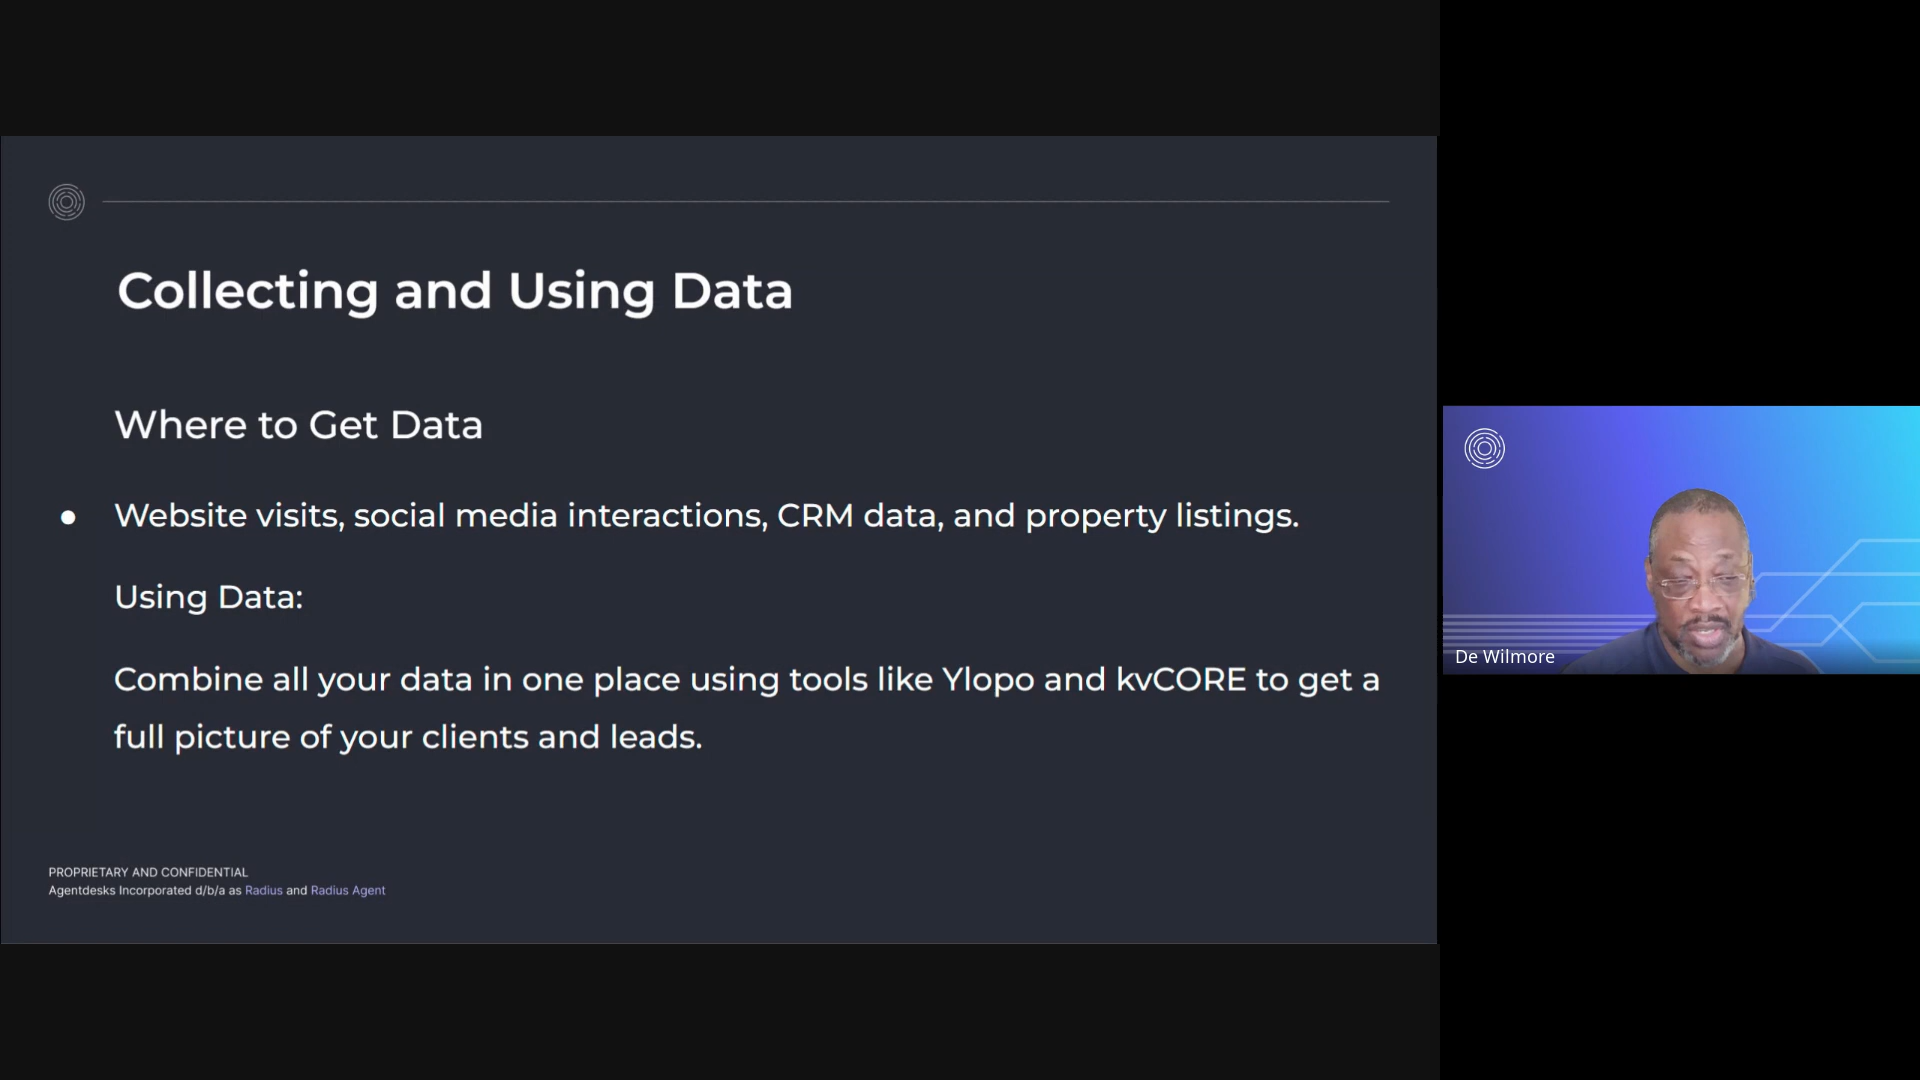 Collecting and Using Data
Where to Get Data
● Website visits, social media interactions, CRM data, and property listings.
Using Data:
Combine all your data in one place using tools like Ylopo and kvCORE to get a
full picture of your clients and leads.
PROPRIETARY AND CONFIDENTIAL
Agentdesks Incorporated d/b/a as Radius and Radius Agent
De Wilmore